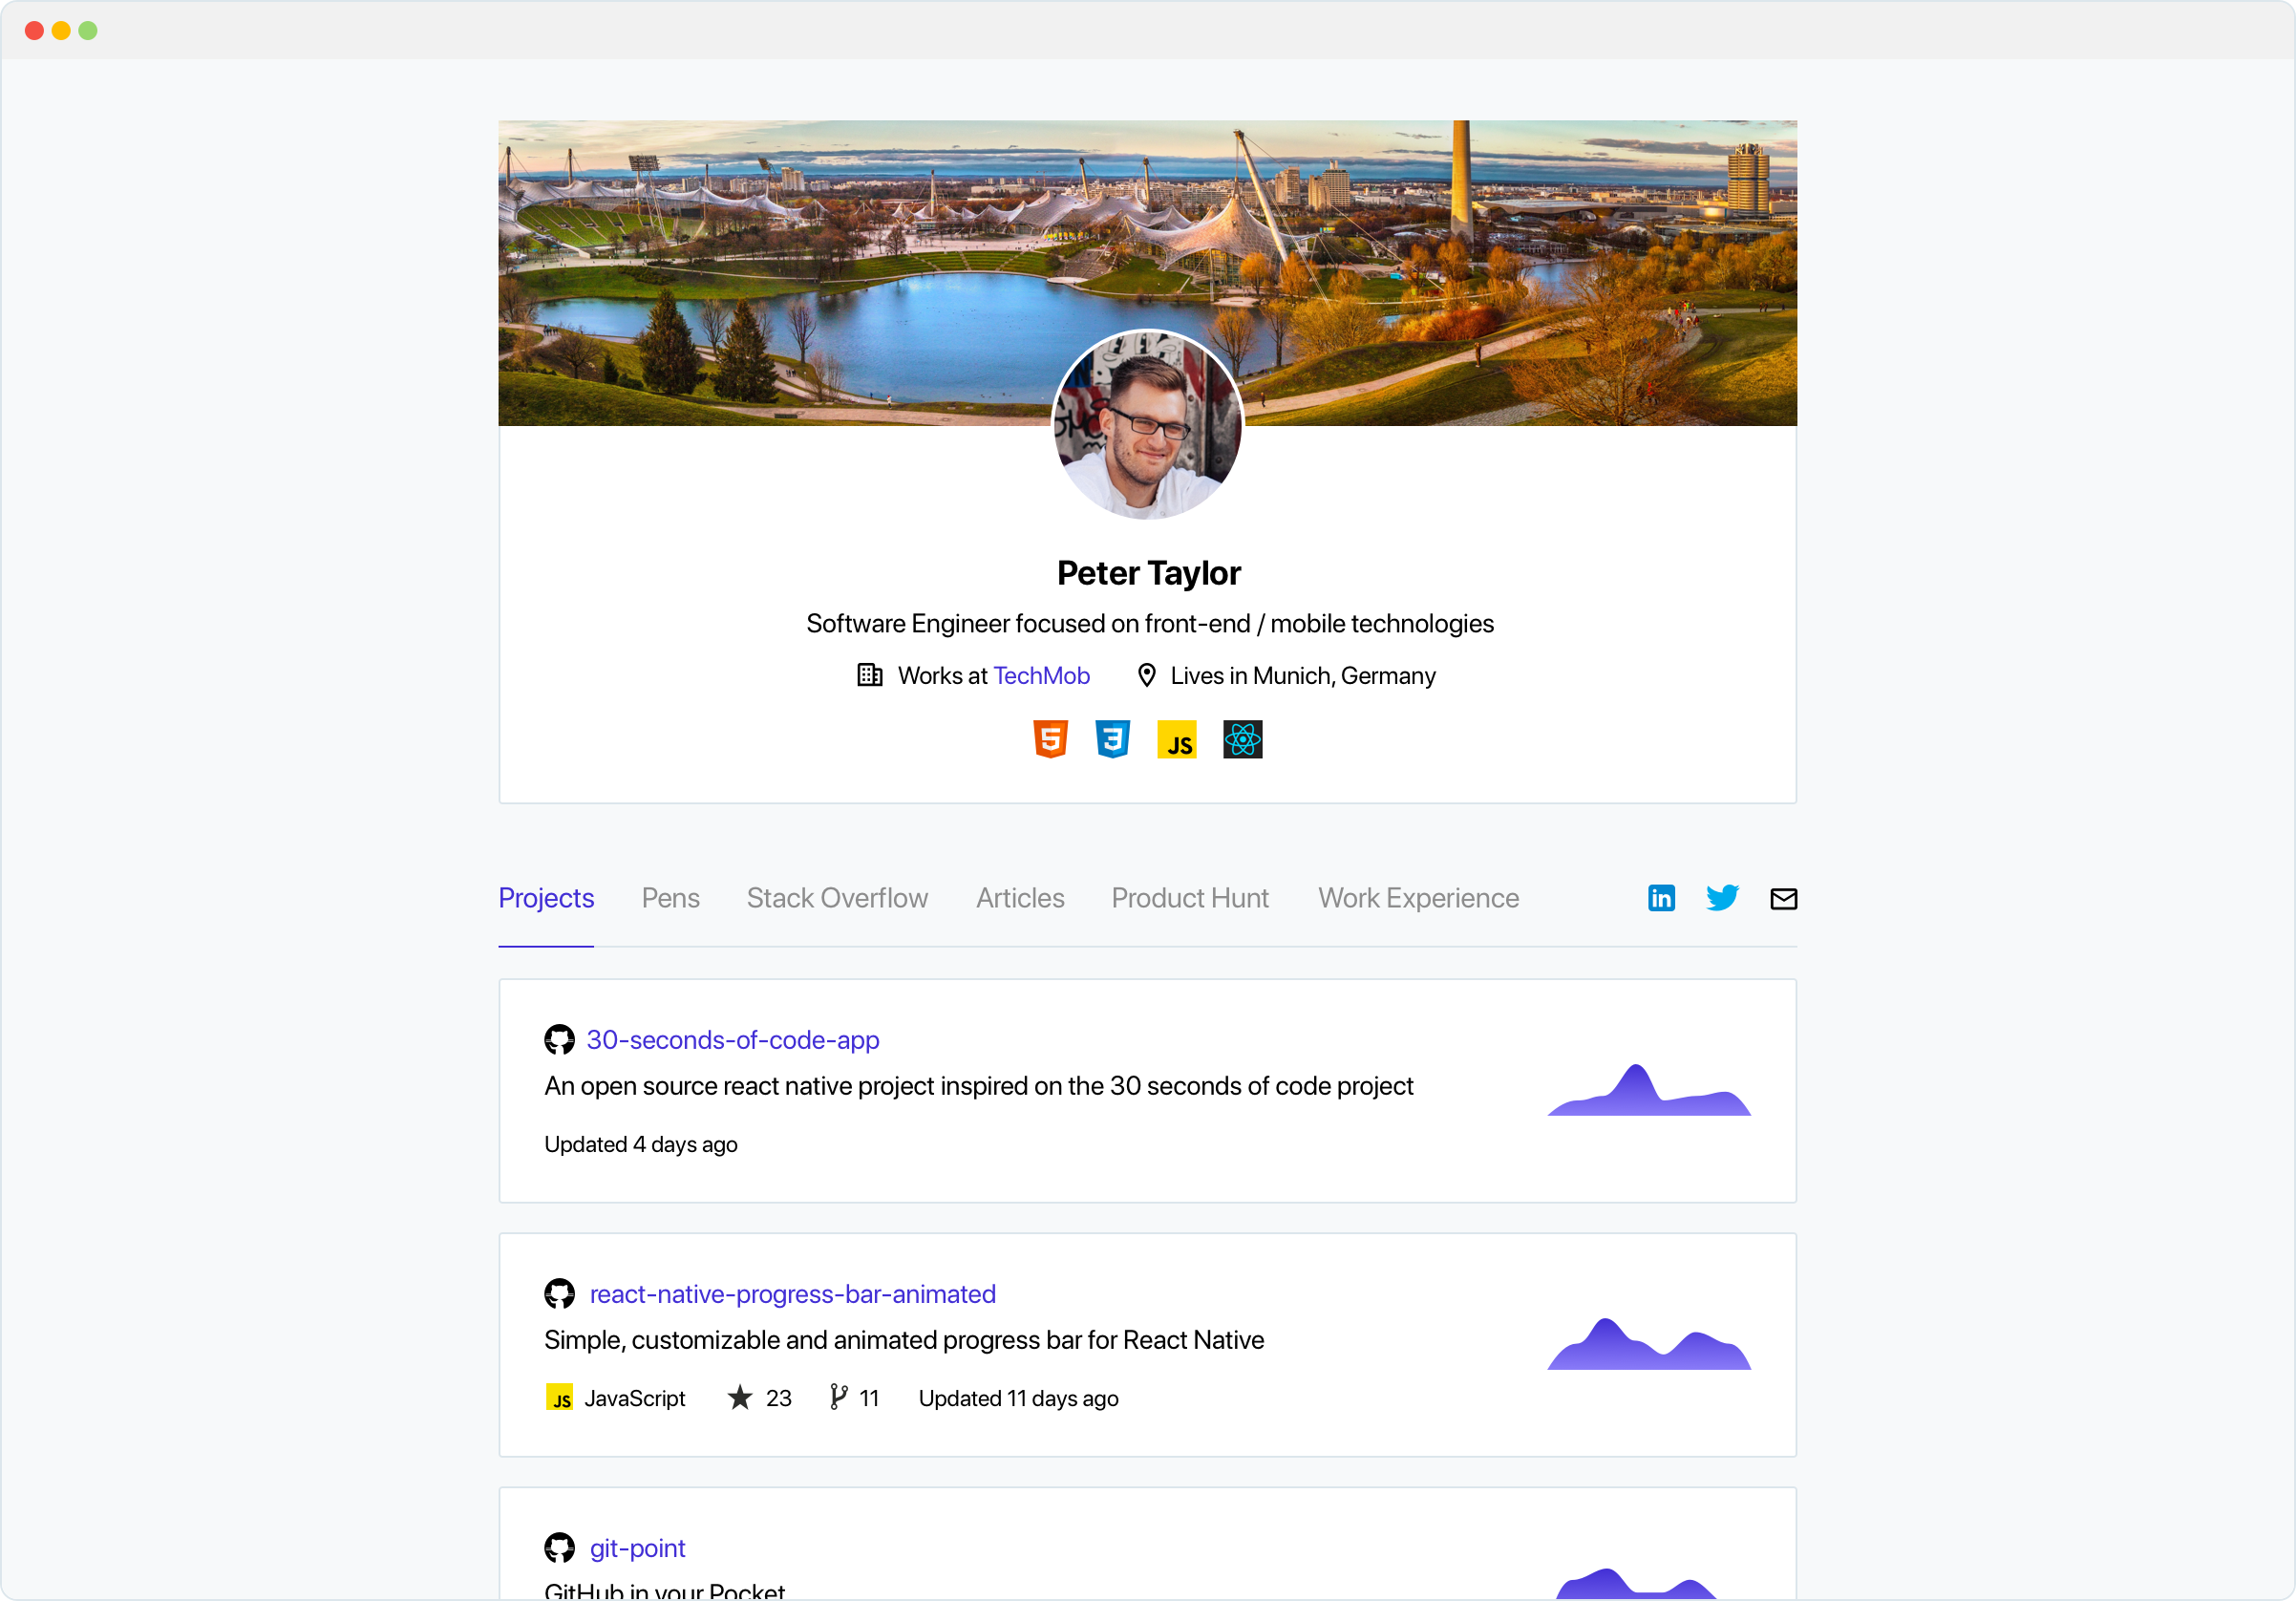 Peter Taylor
Software Engineer focused on front-end / mobile technologies
Works at TechMob Lives in Munich, Germany
5 3 JS
Projects Pens Stack Overflow Articles Product Hunt Work Experience in
30-seconds-of-code-app
An open source react native project inspired on the 30 seconds of code project
Updated 4 days ago
react-native-progress-bar-animated
Simple, customizable and animated progress bar for React Native
JS JavaScript 23 11 Updated 11 days ago
git-point
GitHub in your Pocket